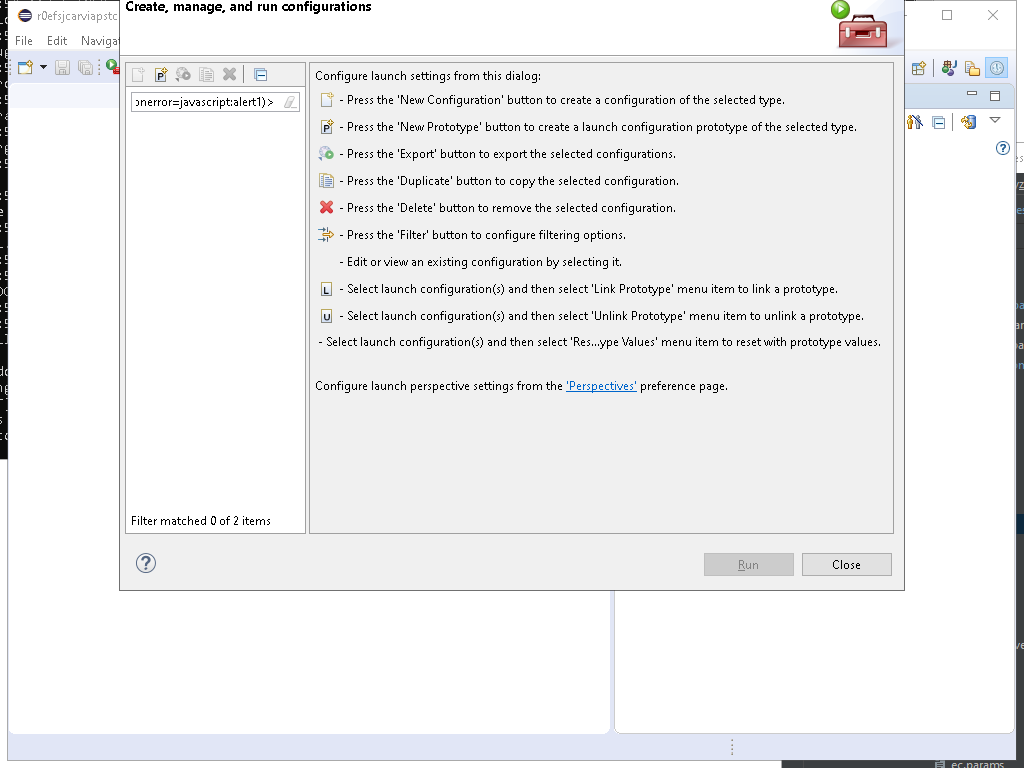 Create, manage, and run configurations
r0efsjcarviapstc
File Edit Naviga
onerror=javascript:alert1)>
Configure launch settings from this dialog:
- Press the 'New Configuration' button to create a configuration of the selected type.
P - Press the 'New Prototype' button to create a launch configuration prototype of the selected type.
- Press the 'Export' button to export the selected configurations.
- Press the 'Duplicate' button to copy the selected configuration.
- Press the 'Delete' button to remove the selected configuration.
- Press the 'Filter' button to configure filtering options.
- Edit or view an existing configuration by selecting it.
L - Select launch configuration(s) and then select 'Link Prototype' menu item to link a prototype.
U - Select launch configuration(s) and then select 'Unlink Prototype' menu item to unlink a prototype.
- Select launch configuration(s) and then select 'Res...ype Values' menu item to reset with prototype values.
Configure launch perspective settings from the 'Perspectives' preference page.
Filter matched 0 of 2 items
Run
Close
ec.params